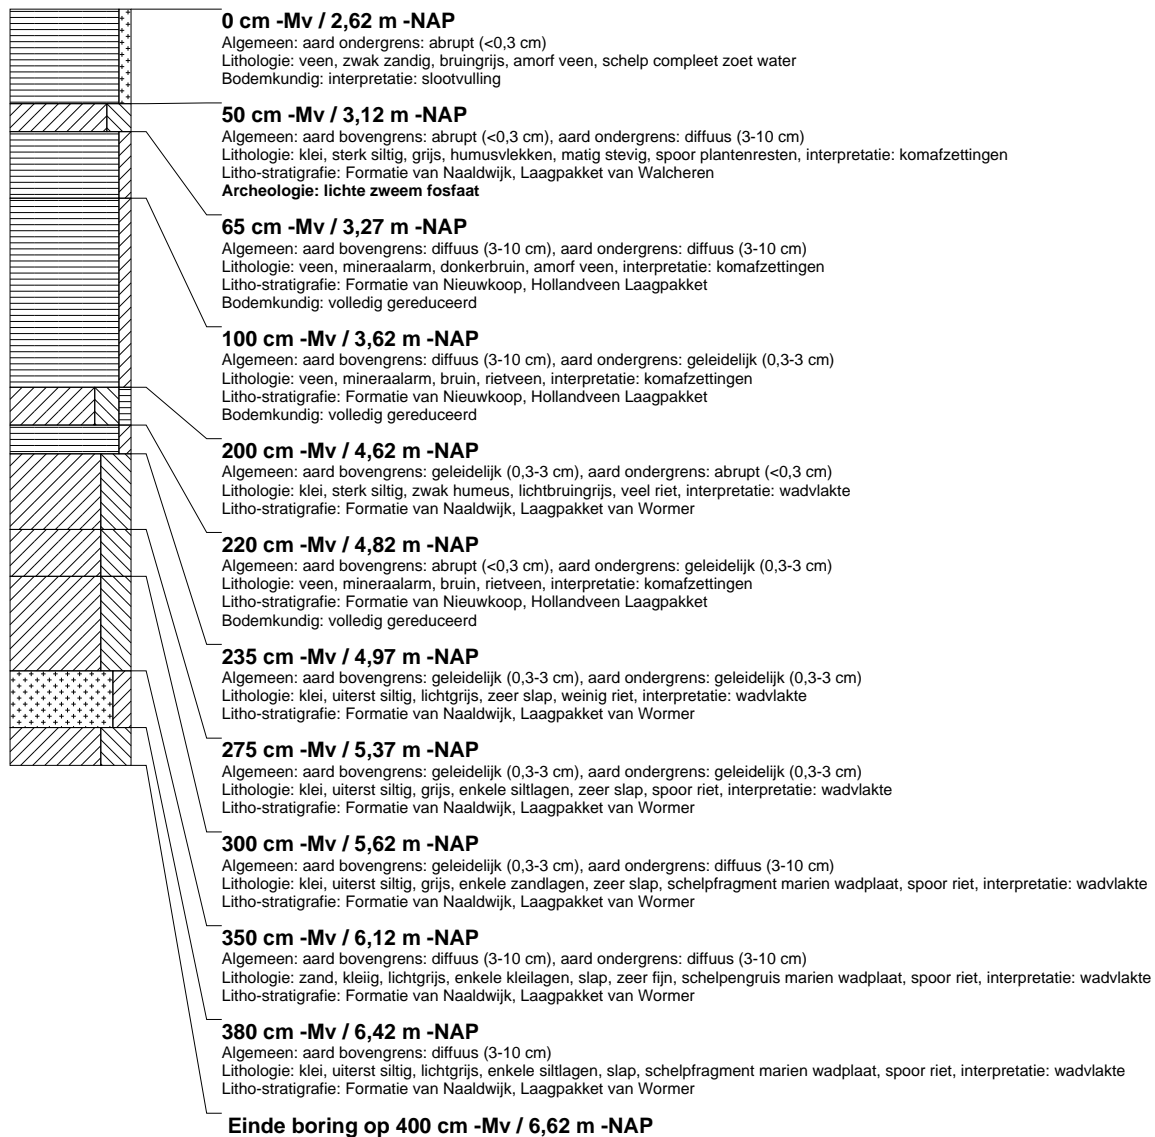 0 cm -Mv / 2,62 m -NAP
Algemeen: aard ondergrens: abrupt (<0,3 cm)
Lithologie: veen, zwak zandig, bruingrijs, amorf veen, schelp compleet zoet water
Bodemkundig: interpretatie: slootvulling
50 cm -Mv / 3,12 m -NAP
Algemeen: aard bovengrens: abrupt (<0,3 cm), aard ondergrens: diffuus (3-10 cm)
Lithologie: klei, sterk siltig, grijs, humusvlekken, matig stevig, spoor plantenresten, interpretatie: komafzettingen
Litho-stratigrafie: Formatie van Naaldwijk, Laagpakket van Walcheren
Archeologie: lichte zweem fosfaat
65 cm -Mv / 3,27 m -NAP
Algemeen: aard bovengrens: diffuus (3-10 cm), aard ondergrens: diffuus (3-10 cm)
Lithologie: veen, mineraalarm, donkerbruin, amorf veen, interpretatie: komafzettingen
Litho-stratigrafie: Formatie van Nieuwkoop, Hollandveen Laagpakket
Bodemkundig: volledig gereduceerd
100 cm -Mv / 3,62 m -NAP
Algemeen: aard bovengrens: diffuus (3-10 cm), aard ondergrens: geleidelijk (0,3-3 cm)
Lithologie: veen, mineraalarm, bruin, rietveen, interpretatie: komafzettingen
Litho-stratigrafie: Formatie van Nieuwkoop, Hollandveen Laagpakket
Bodemkundig: volledig gereduceerd
200 cm -Mv / 4,62 m -NAP
Algemeen: aard bovengrens: geleidelijk (0,3-3 cm), aard ondergrens: abrupt (<0,3 cm)
Lithologie: klei, sterk siltig, zwak humeus, lichtbruingrijs, veel riet, interpretatie: wadvlakte
Litho-stratigrafie: Formatie van Naaldwijk, Laagpakket van Wormer
220 cm -Mv / 4,82 m -NAP
Algemeen: aard bovengrens: abrupt (<0,3 cm), aard ondergrens: geleidelijk (0,3-3 cm)
Lithologie: veen, mineraalarm, bruin, rietveen, interpretatie: komafzettingen
Litho-stratigrafie: Formatie van Nieuwkoop, Hollandveen Laagpakket
Bodemkundig: volledig gereduceerd
235 cm -Mv / 4,97 m -NAP
Algemeen: aard bovengrens: geleidelijk (0,3-3 cm), aard ondergrens: geleidelijk (0,3-3 cm)
Lithologie: klei, uiterst siltig, lichtgrijs, zeer slap, weinig riet, interpretatie: wadvlakte
Litho-stratigrafie: Formatie van Naaldwijk, Laagpakket van Wormer
275 cm -Mv / 5,37 m -NAP
Algemeen: aard bovengrens: geleidelijk (0,3-3 cm), aard ondergrens: geleidelijk (0,3-3 cm)
Lithologie: klei, uiterst siltig, grijs, enkele siltlagen, zeer slap, spoor riet, interpretatie: wadvlakte
Litho-stratigrafie: Formatie van Naaldwijk, Laagpakket van Wormer
300 cm -Mv / 5,62 m -NAP
Algemeen: aard bovengrens: geleidelijk (0,3-3 cm), aard ondergrens: diffuus (3-10 cm)
Lithologie: klei, uiterst siltig, grijs, enkele zandlagen, zeer slap, schelpfragment marien wadplaat, spoor riet, interpretatie: wadvlakte
Litho-stratigrafie: Formatie van Naaldwijk, Laagpakket van Wormer
350 cm -Mv / 6,12 m -NAP
Algemeen: aard bovengrens: diffuus (3-10 cm), aard ondergrens: diffuus (3-10 cm)
Lithologie: zand, kleiig, lichtgrijs, enkele kleilagen, slap, zeer fijn, schelpengruis marien wadplaat, spoor riet, interpretatie: wadvlakte
Litho-stratigrafie: Formatie van Naaldwijk, Laagpakket van Wormer
380 cm -Mv / 6,42 m -NAP
Algemeen: aard bovengrens: diffuus (3-10 cm)
Lithologie: klei, uiterst siltig, lichtgrijs, enkele siltlagen, slap, schelpfragment marien wadplaat, spoor riet, interpretatie: wadvlakte
Litho-stratigrafie: Formatie van Naaldwijk, Laagpakket van Wormer
Einde boring op 400 cm -Mv / 6,62 m -NAP